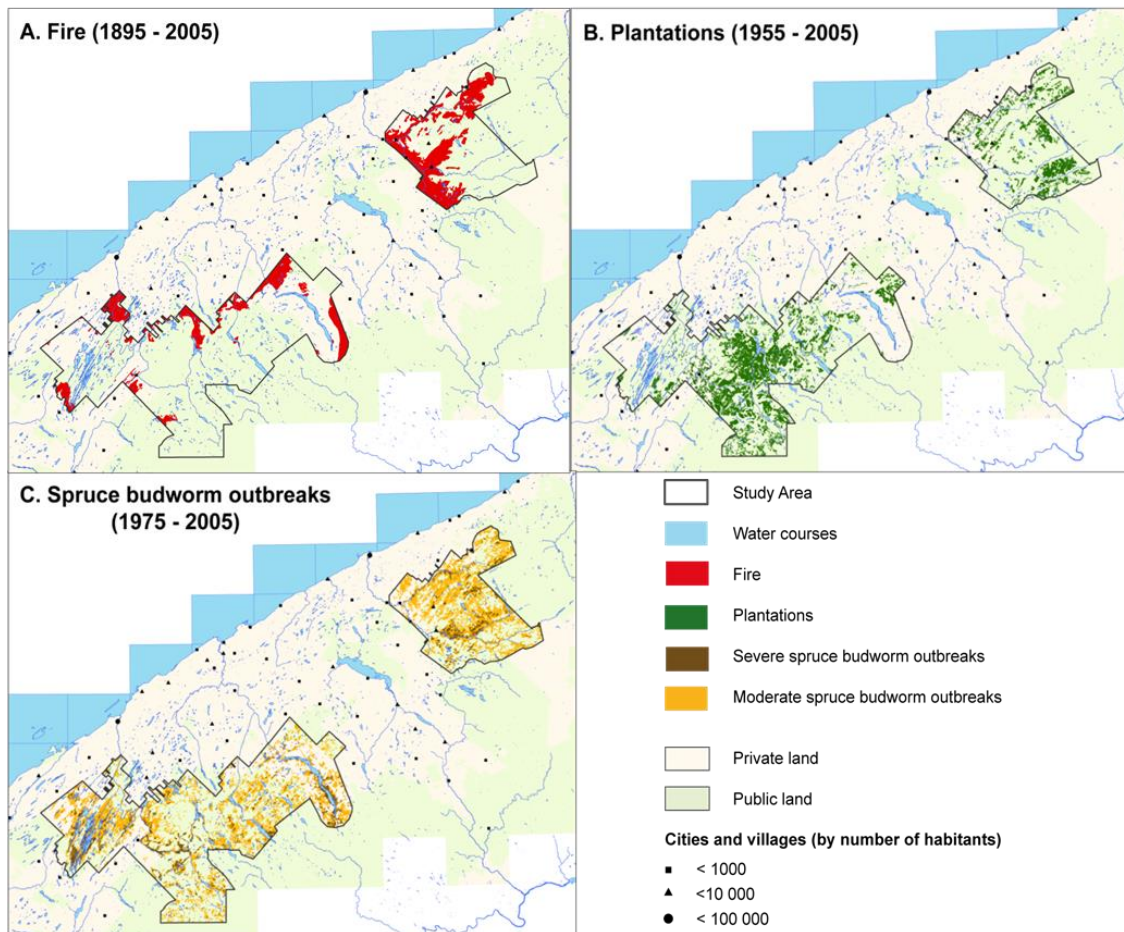 A. Fire (1895 - 2005)
B. Plantations (1955 - 2005)
C. Spruce budworm outbreaks
(1975 - 2005)
Study Area
Water courses
Fire
Plantations
Severe spruce budworm outbreaks
Moderate spruce budworm outbreaks
Private land
Public land
Cities and villages (by number of habitants)
< 1000
<10 000
< 100 000